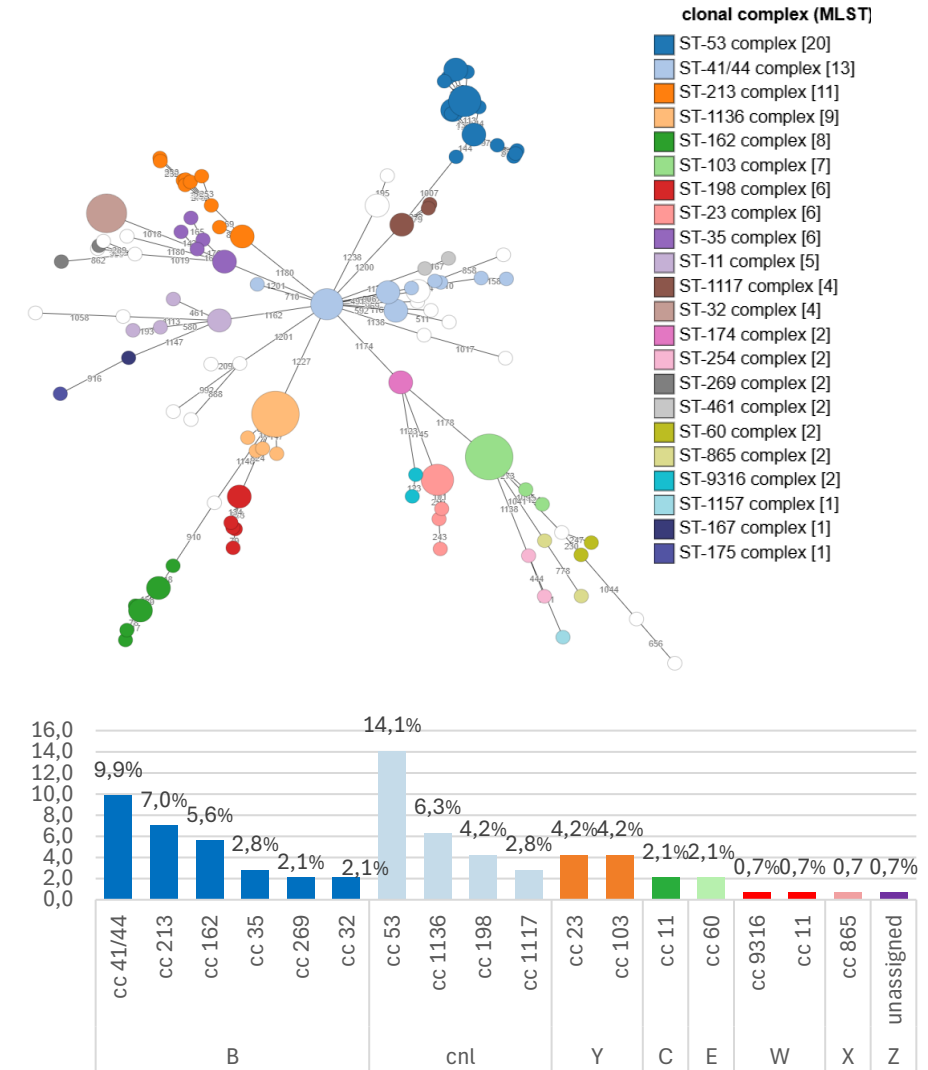 clonal complex (MLST)
ST-53 complex [20]
ST-41/44 complex [13]
ST-213 complex [11]
ST-1136 complex [9]
ST-162 complex [8]
ST-103 complex [7]
ST-198 complex [6]
ST-23 complex [6]
ST-35 complex [6]
ST-11 complex [5]
ST-1117 complex [4]
ST-32 complex [4]
ST-174 complex [2]
ST-254 complex [2]
ST-269 complex [2]
ST-461 complex [2]
ST-60 complex [2]
ST-865 complex [2]
ST-9316 complex [2]
ST-1157 complex [1]
ST-167 complex [1]
ST-175 complex [1]
144
195
1007
1238
1200
1018
1180
1019
862
1180
1201
710
167
858
158
592
1138
511
1017
1058
461
580
193
1147
916
1162
1201
209
992
868
1227
1174
1178
1123
1145
123
243
910
1138
444
778
247
1044
656
16,0
14,0
12,0
10,0
8,0
6,0
4,0
2,0
0,0
9,9%
7,0%
5,6%
2,8%
2,1%
2,1%
14,1%
6,3%
4,2%
2,8%
4,2%
4,2%
2,1%
2,1%
0,7%
0,7%
0,7
0,7%
cc 41/44
cc 213
cc 162
cc 35
cc 269
cc 32
cc 53
cc 1136
cc 198
cc 1117
cc 23
cc 103
cc 11
cc 60
cc 9316
cc 11
cc 865
unassigned
B
cnl
Y
C
E
W
X
Z